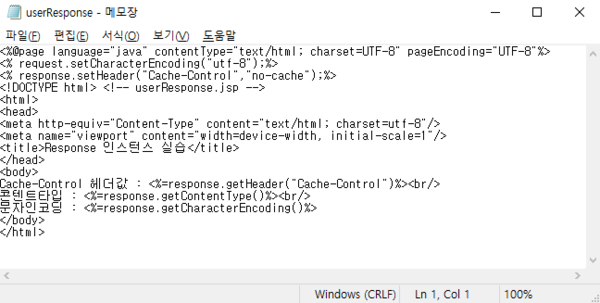 userResponse - 메모장
파일(F) 편집(E) 서식(O) 보기(V) 도움말
<%@page language="java" contentType="text/html; charset=UTF-8" pageEncoding="UTF-8"%>
<% request.setCharacterEncoding("utf-8");%>
<% response.setHeader("Cache-Control","no-cache");%>
<!DOCTYPE html> <!-- userResponse.jsp -->
<html>
<head>
<meta http-equiv="Content-Type" content="text/html; charset=utf-8"/>
<meta name="viewport" content="width=device-width, initial-scale=1"/>
<title>Response 인스턴스 실습</title>
</head>
<body>
Cache-Control 헤더값 : <%=response.getHeader("Cache-Control")%><br/>
콘텐트타입 : <%=response.getContentType()%><br/>
문자인코딩 : <%=response.getCharacterEncoding()%>
</body>
</html>
Windows (CRLF) Ln 1, Col 1 100%